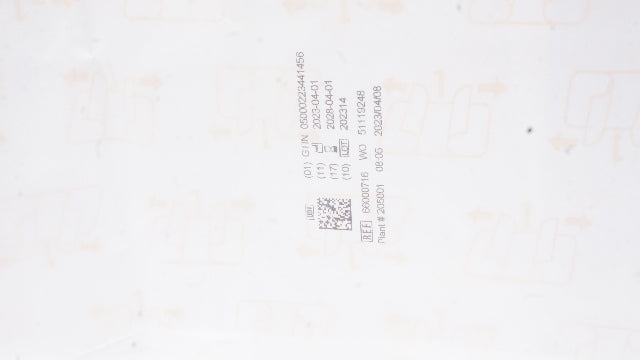 UDI
(01) GTIN 05000223441456
(11) 2023-04-01
(17) 2028-04-01
(10) LOT 202314
REF 66000716 WO 51119248
Plant # 205001 08:05 2023/04/08